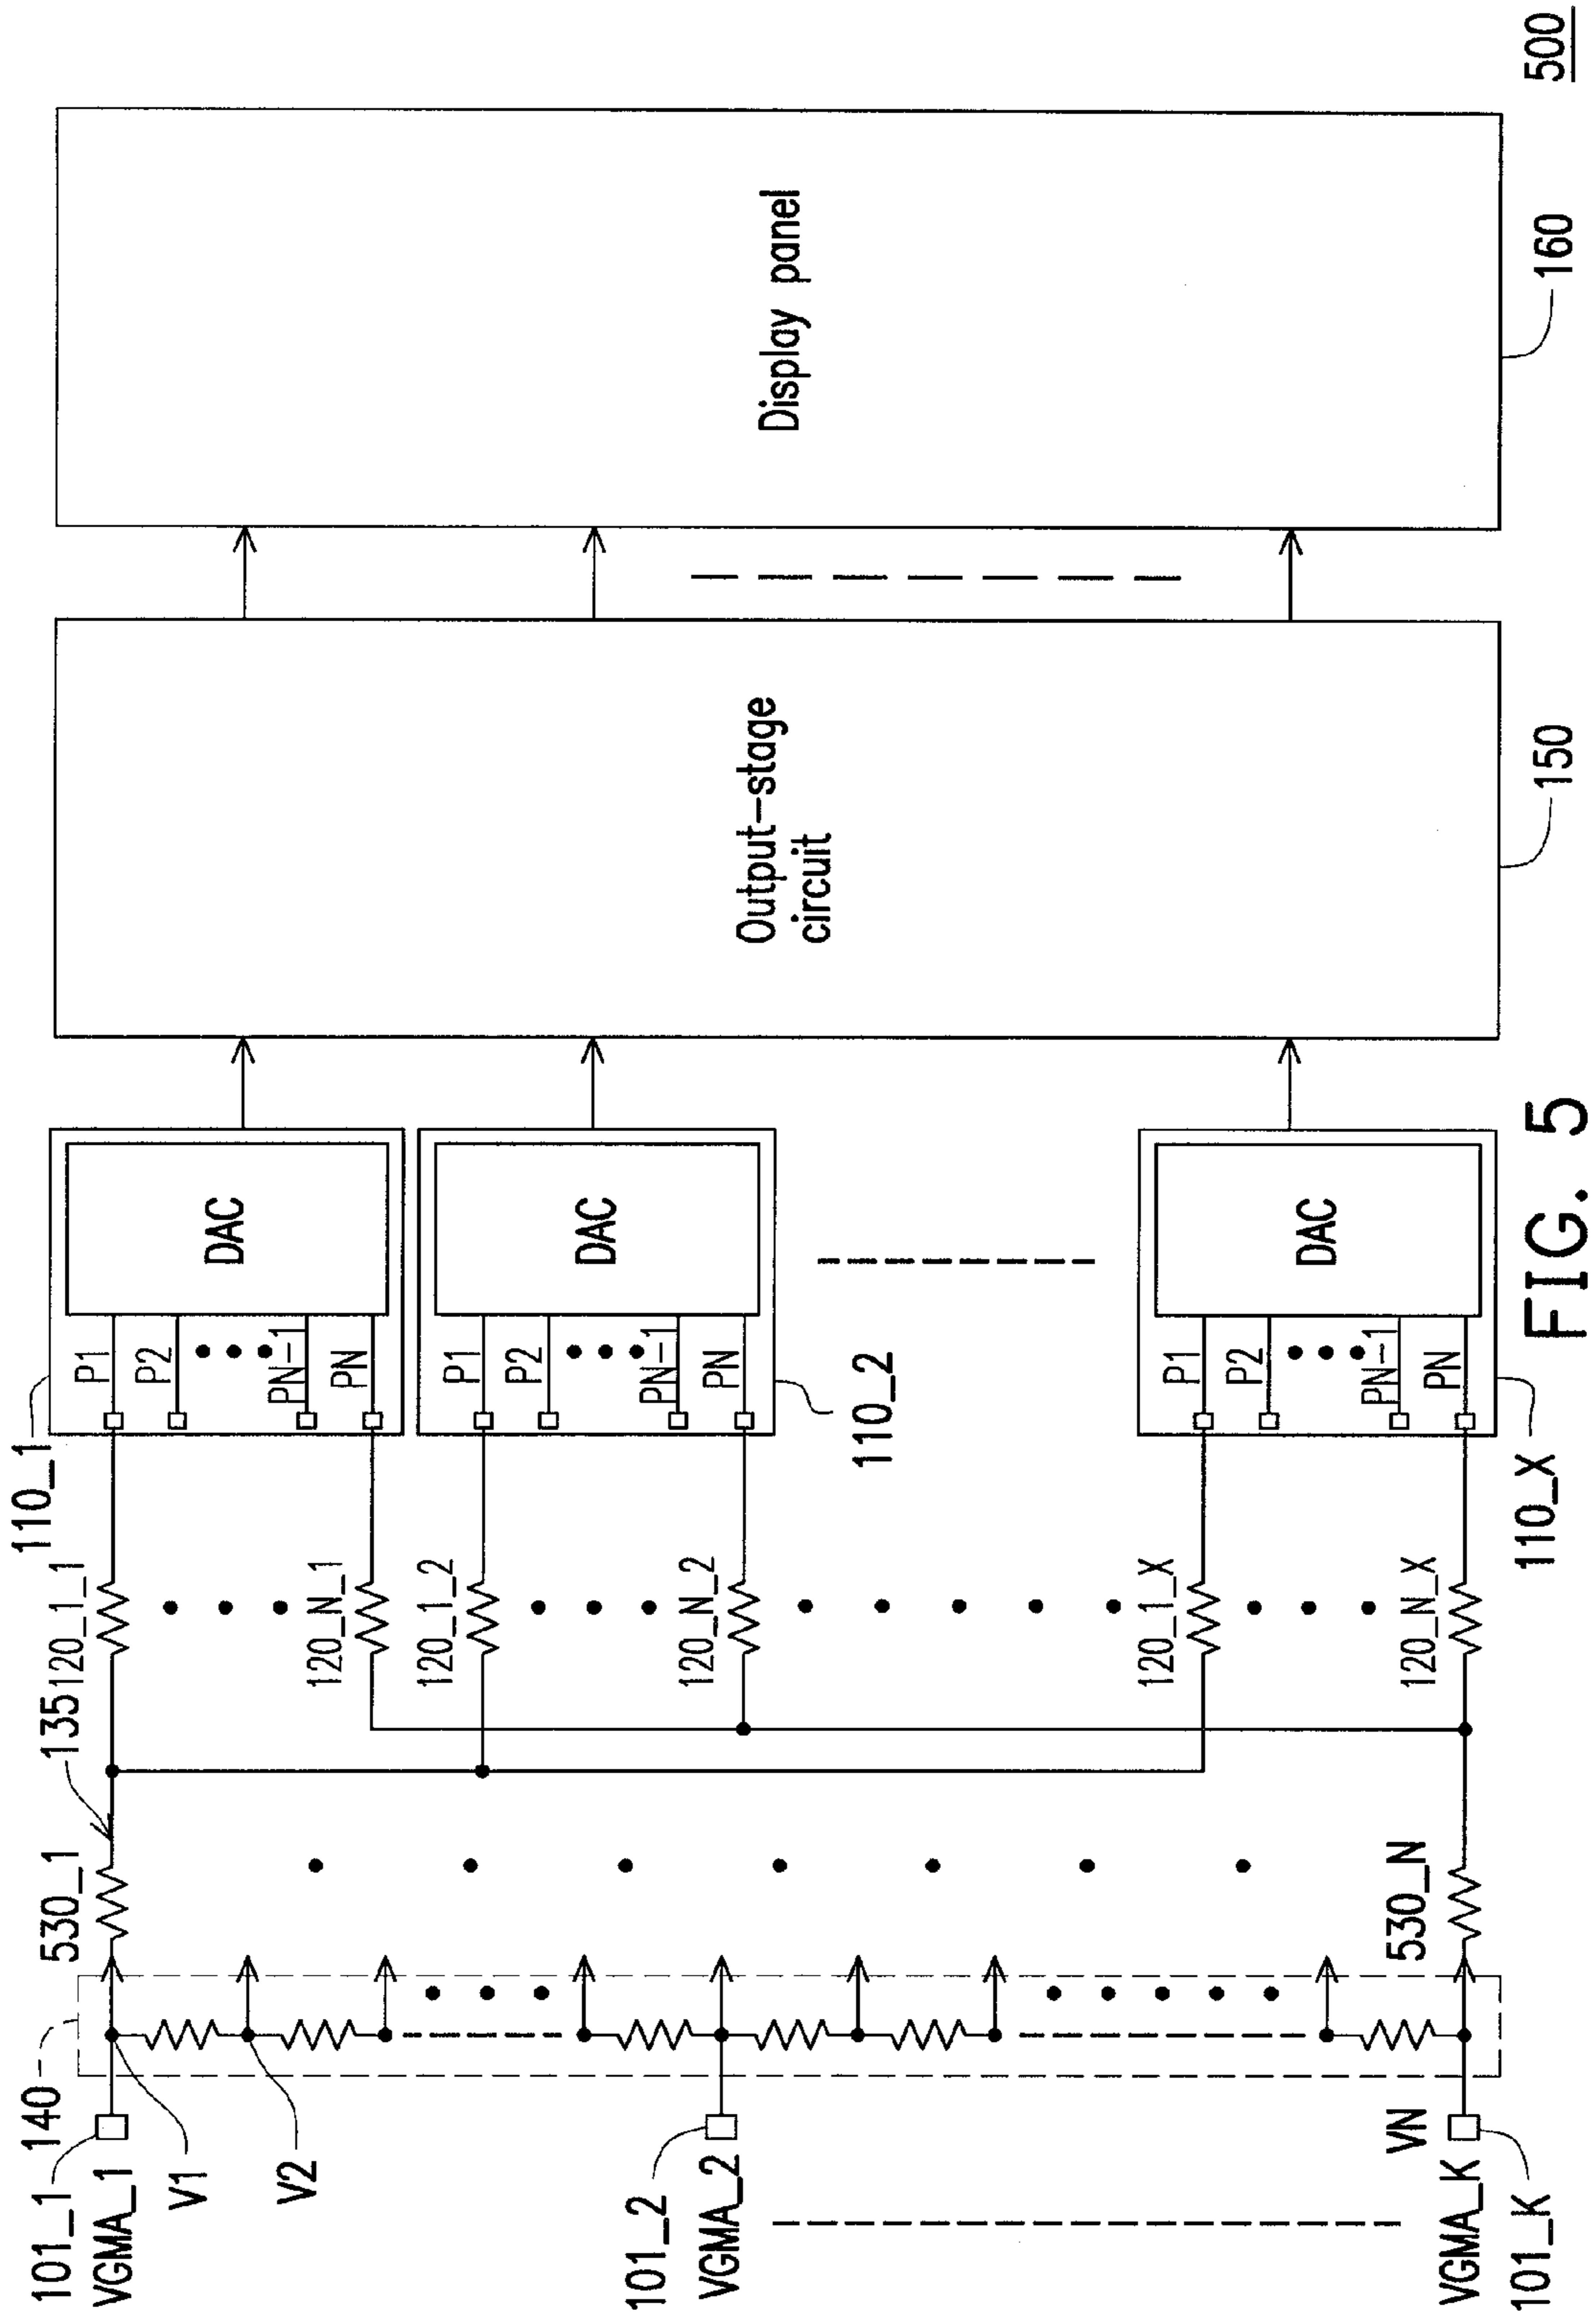 101_1
VGMA_1
140
V1
V2
101_2
VGMA_2
VN
VGMA_K
101_K
530_1
135
530_N
120_1_1
120_N_1
120_1_2
120_N_2
120_1_X
120_N_X
110_1
P1
P2
PN-1
PN
DAC
110_2
P1
P2
PN-1
PN
DAC
110_X
P1
P2
PN-1
PN
DAC
Output-stage
circuit
150
Display panel
160
500
FIG. 5